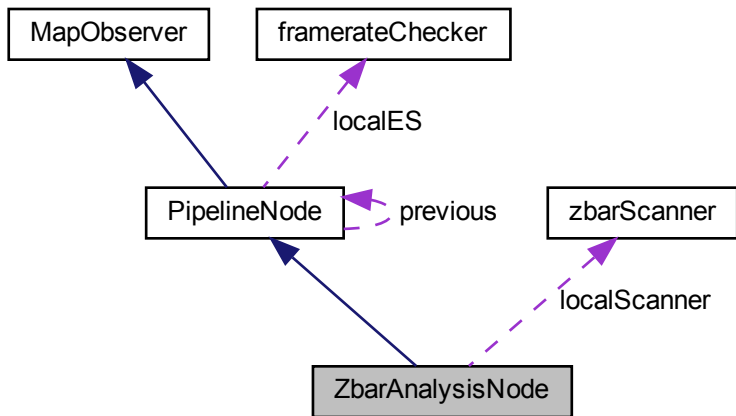 MapObserver
framerateChecker
localES
PipelineNode
previous
zbarScanner
localScanner
ZbarAnalysisNode